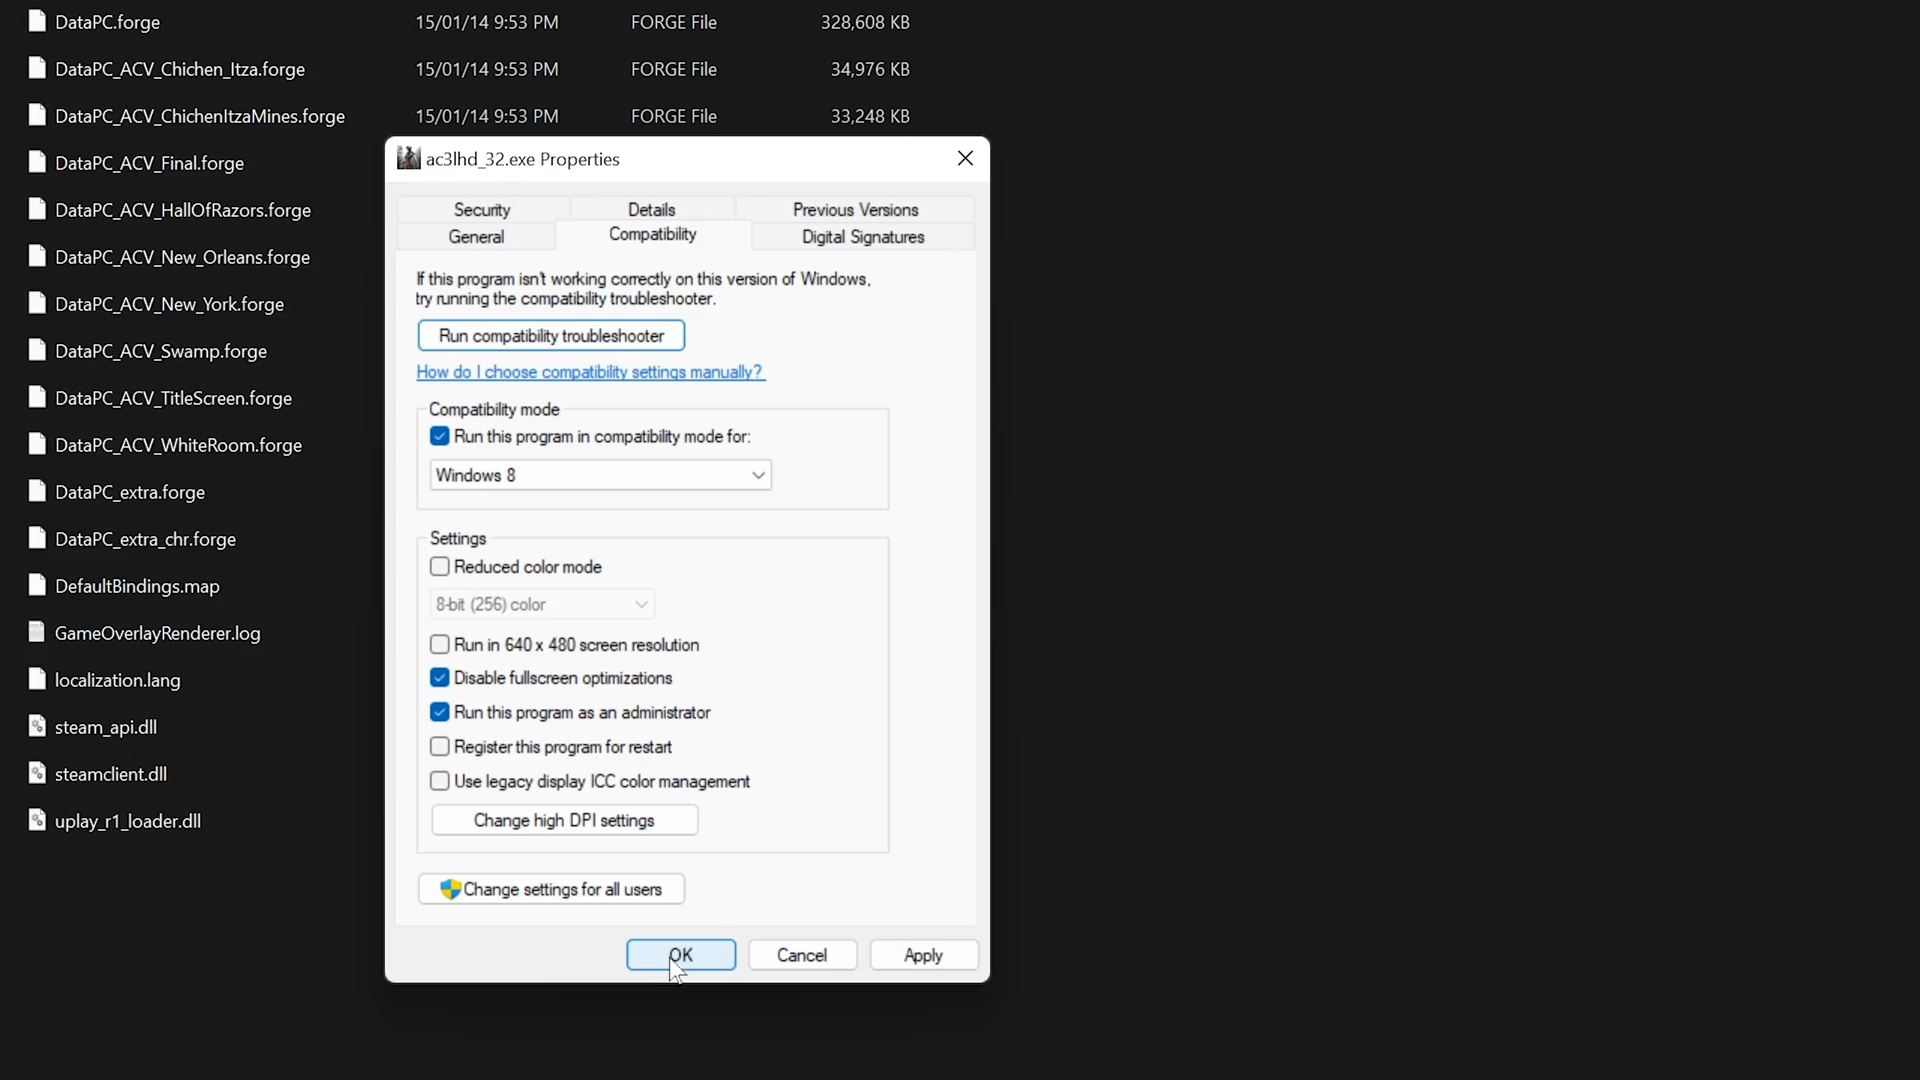 DataPC.forge 15/01/14 9:53 PM FORGE File 328,608 KB
DataPC_ACV_Chichen_Itza.forge 15/01/14 9:53 PM FORGE File 34,976 KB
DataPC_ACV_ChichenItzaMines.forge 15/01/14 9:53 PM FORGE File 33,248 KB
DataPC_ACV_Final.forge
DataPC_ACV_HallOfRazors.forge
DataPC_ACV_New_Orleans.forge
DataPC_ACV_New_York.forge
DataPC_ACV_Swamp.forge
DataPC_ACV_TitleScreen.forge
DataPC_ACV_WhiteRoom.forge
DataPC_extra.forge
DataPC_extra_chr.forge
DefaultBindings.map
GameOverlayRenderer.log
localization.lang
steam_api.dll
steamclient.dll
uplay_r1_loader.dll
ac3lhd_32.exe Properties
Security Details Previous Versions
General Compatibility Digital Signatures
If this program isn't working correctly on this version of Windows,
try running the compatibility troubleshooter.
Run compatibility troubleshooter
How do I choose compatibility settings manually?
Compatibility mode
Run this program in compatibility mode for:
Windows 8
Settings
Reduced color mode
8-bit (256) color
Run in 640 x 480 screen resolution
Disable fullscreen optimizations
Run this program as an administrator
Register this program for restart
Use legacy display ICC color management
Change high DPI settings
Change settings for all users
OK Cancel Apply